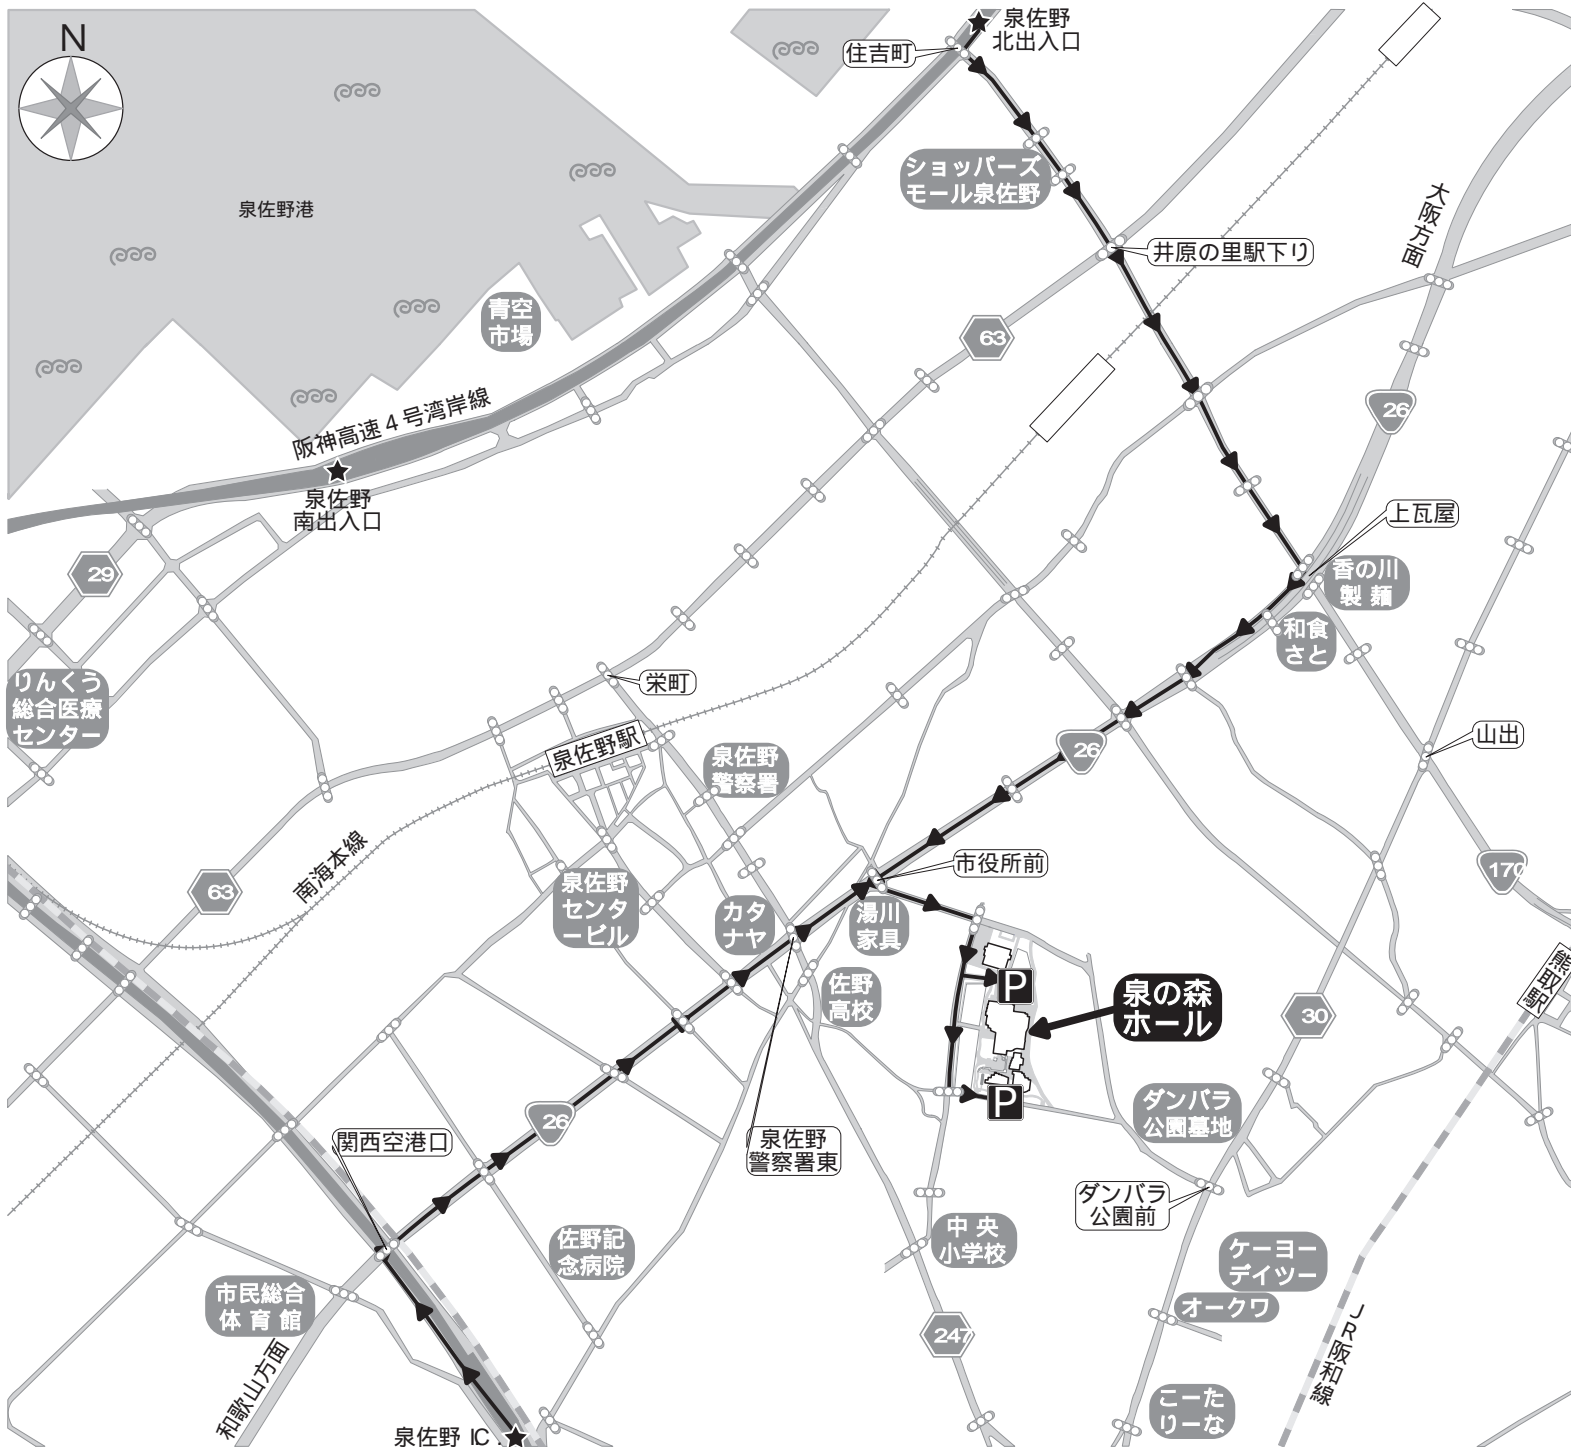 N
泉佐野
北出入口
住吉町
ショッパーズ
モール泉佐野
泉佐野港
大阪方面
井原の里駅下り
青空
市場
63
阪神高速4号湾岸線
26
泉佐野
南出入口
上瓦屋
29
香の川
製麺
和食
さと
りんくう
総合医療
センター
栄町
泉佐野駅
山出
泉佐野
警察署
26
南海本線
市役所前
170
63
泉佐野
センタ
ービル
カタ
ナヤ
湯川
家具
熊取駅
佐野
高校
P
泉の森
ホール
30
P
ダンバラ
公園墓地
26
関西空港口
泉佐野
警察署東
ダンバラ
公園前
佐野記
念病院
中央
小学校
ケーヨー
デイツー
市民総合
体育館
オークワ
247
JR阪和線
和歌山方面
こーた
りーな
泉佐野 IC